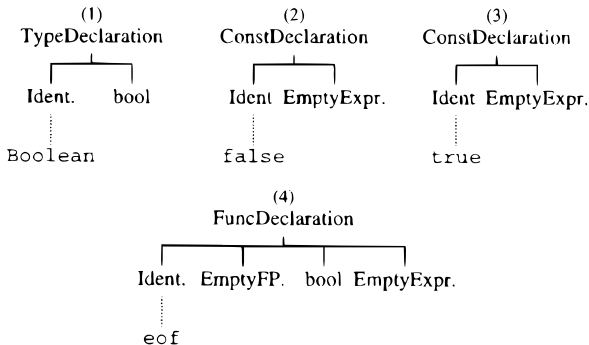 (1) (2) (3)
TypeDeclaration ConstDeclaration ConstDeclaration
Ident. bool Ident EmptyExpr. Ident EmptyExpr.
Boolean false true
(4)
FuncDeclaration
Ident. EmptyFP. bool EmptyExpr.
eof